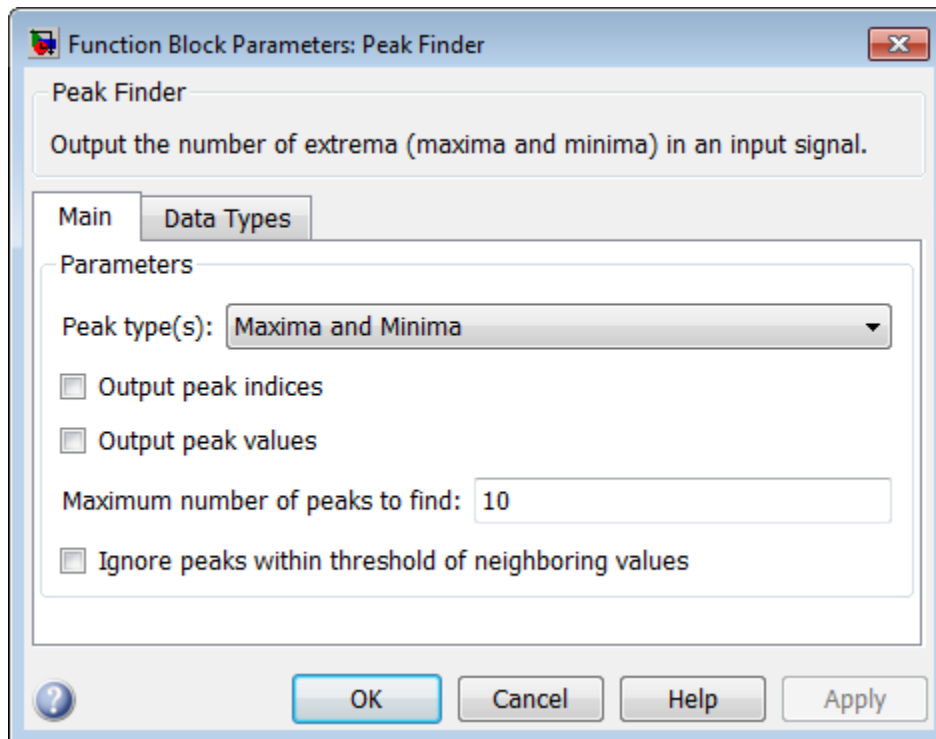 Function Block Parameters: Peak Finder
Peak Finder
Output the number of extrema (maxima and minima) in an input signal.
Main Data Types
Parameters
Peak type(s): Maxima and Minima
Output peak indices
Output peak values
Maximum number of peaks to find: 10
Ignore peaks within threshold of neighboring values
? OK Cancel Help Apply